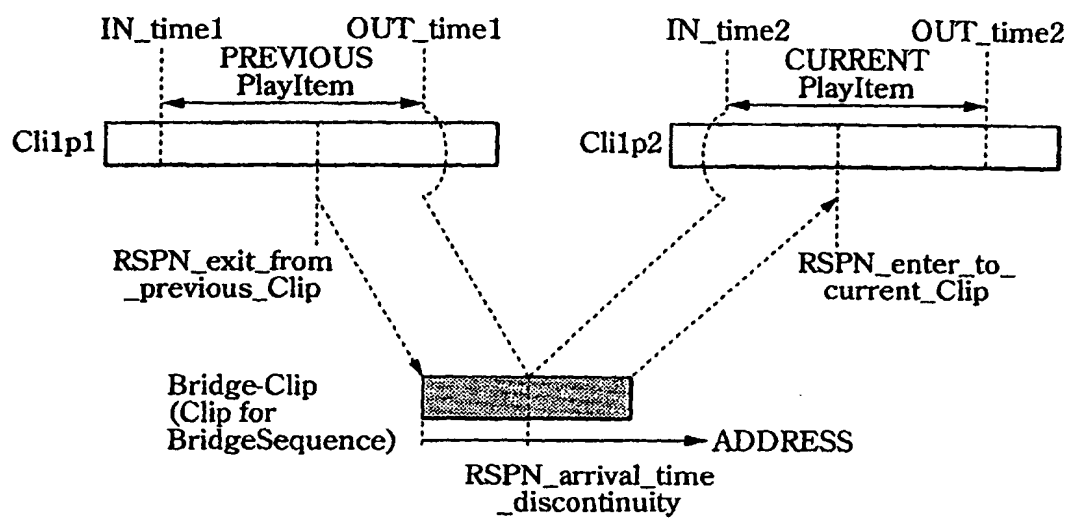 IN_time1
OUT_time1
IN_time2
OUT_time2
PREVIOUS
PlayItem
CURRENT
PlayItem
Cli1p1
Cli1p2
RSPN_exit_from
_previous_Clip
RSPN_enter_to_
current_Clip
Bridge-Clip
(Clip for
BridgeSequence)
ADDRESS
RSPN_arrival_time
_discontinuity